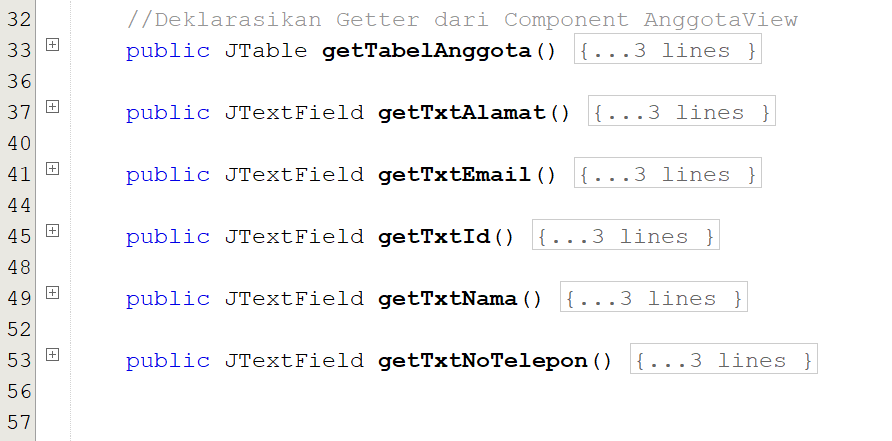 32 //Deklarasikan Getter dari Component AnggotaView
33 public JTable getTabelAnggota() {...3 lines }
36
37 public JTextField getTxtAlamat() {...3 lines }
40
41 public JTextField getTxtEmail() {...3 lines }
44
45 public JTextField getTxtId() {...3 lines }
48
49 public JTextField getTxtNama() {...3 lines }
52
53 public JTextField getTxtNoTelepon() {...3 lines }
56
57